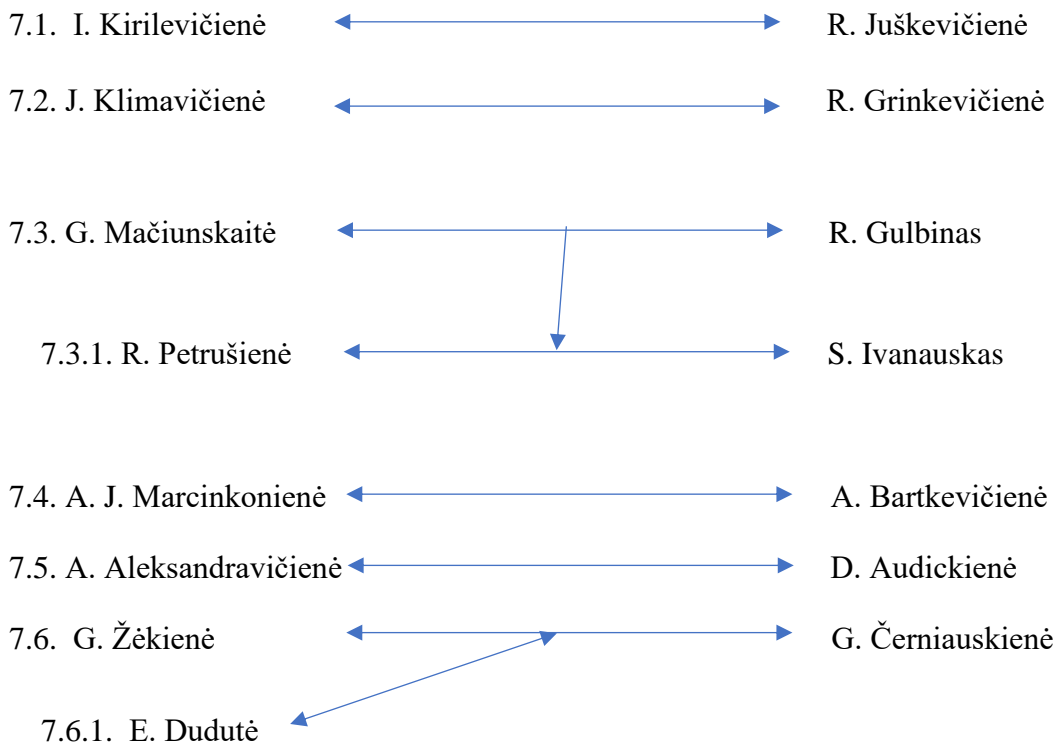 7.1. I. Kirilevičienė R. Juškevičienė
7.2. J. Klimavičienė R. Grinkevičienė
7.3. G. Mačiunskaitė R. Gulbinas
7.3.1. R. Petrušienė S. Ivanauskas
7.4. A. J. Marcinkonienė A. Bartkevičienė
7.5. A. Aleksandravičienė D. Audickienė
7.6. G. Žėkienė G. Černiauskienė
7.6.1. E. Dudutė